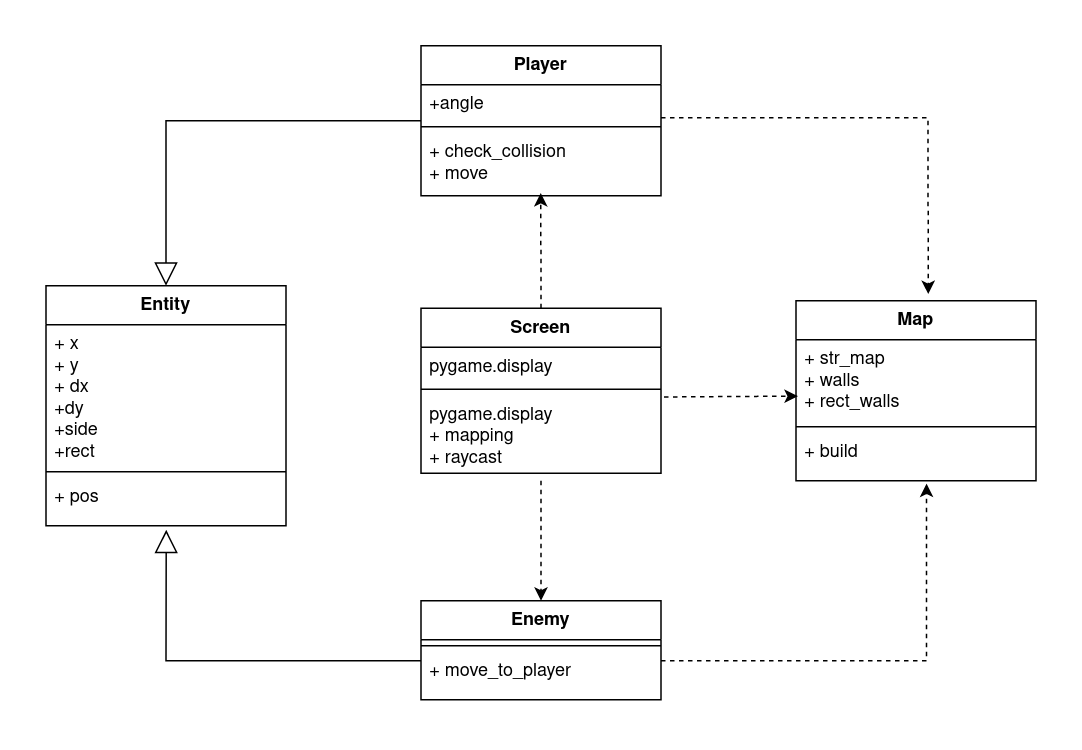 Player
+angle
+ check_collision
+ move
Entity
+ x
+ y
+ dx
+dy
+side
+rect
+ pos
Screen
pygame.display
pygame.display
+ mapping
+ raycast
Map
+ str_map
+ walls
+ rect_walls
+ build
Enemy
+ move_to_player